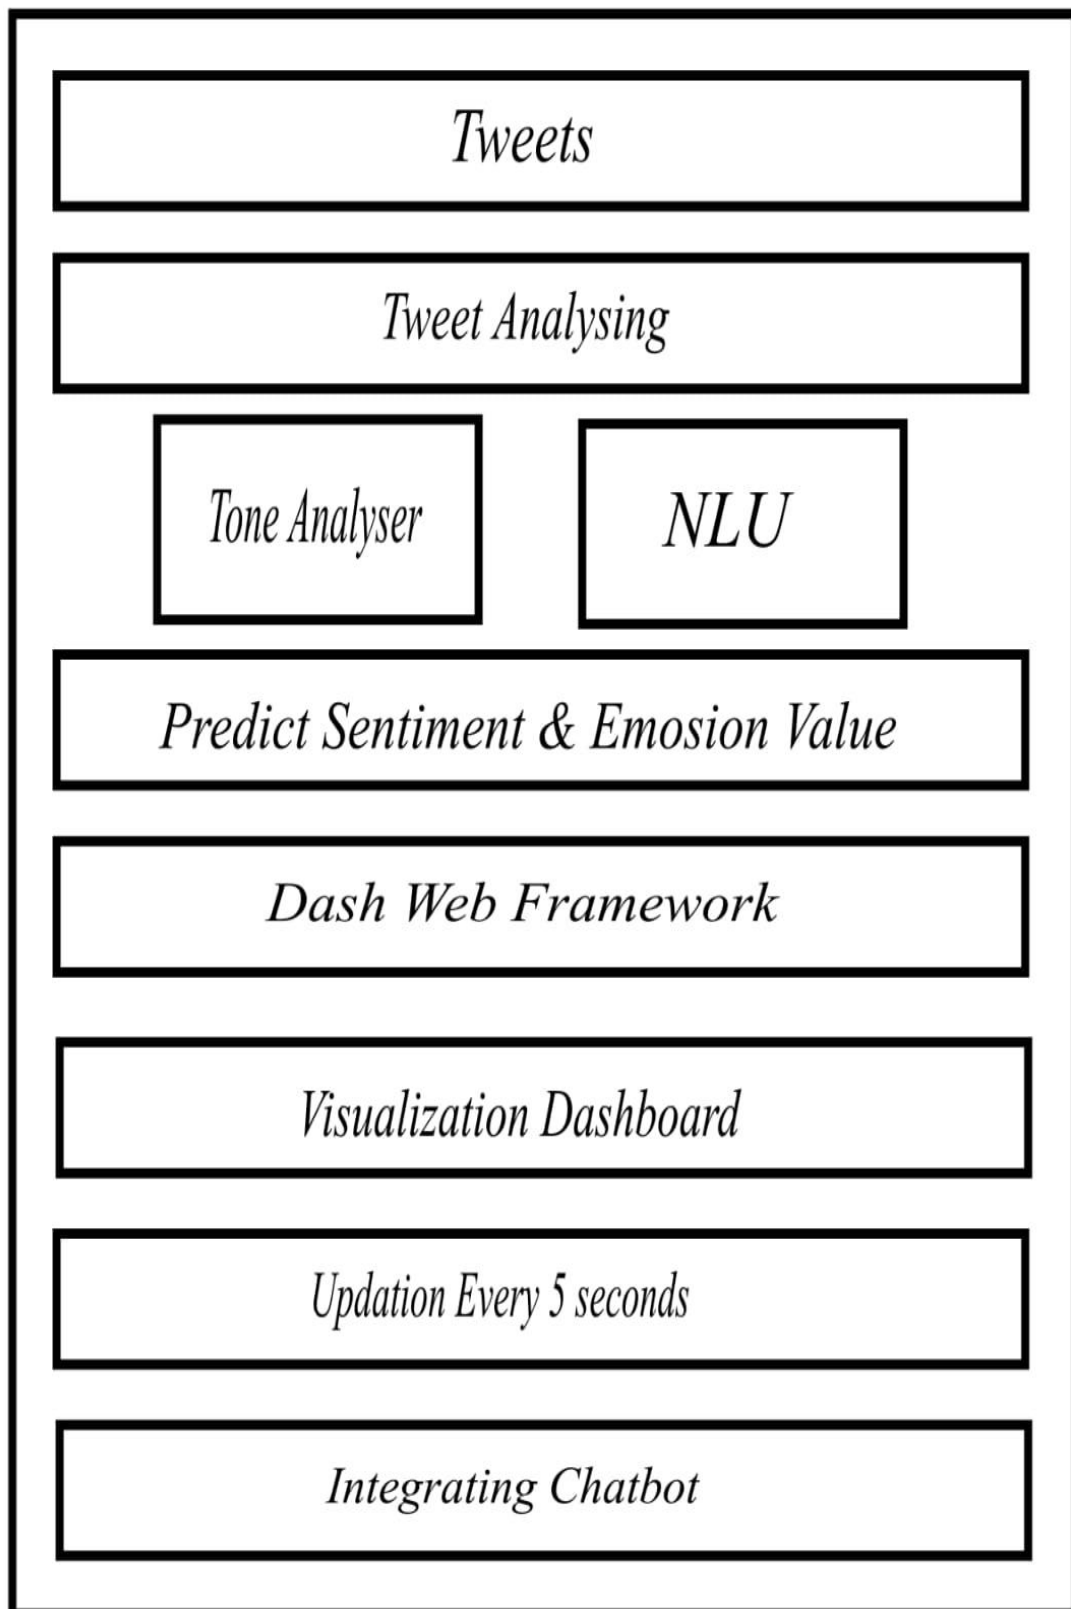 Tweets
Tweet Analysing
Tone Analyser
NLU
Predict Sentiment & Emosion Value
Dash Web Framework
Visualization Dashboard
Updation Every 5 seconds
Integrating Chatbot